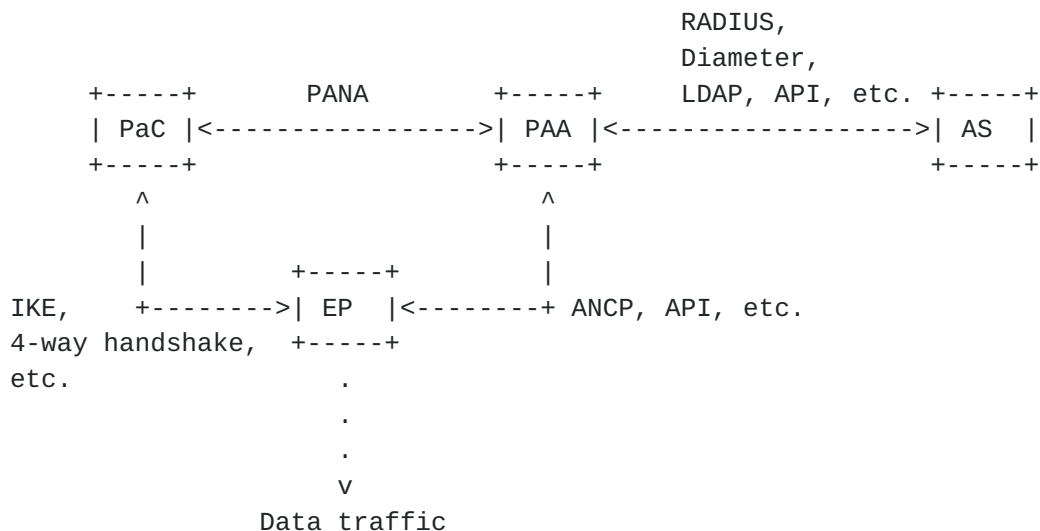 RADIUS,
Diameter,
PANA LDAP, API, etc.
PaC PAA AS
IKE, EP ANCP, API, etc.
4-way handshake,
etc.
Data traffic